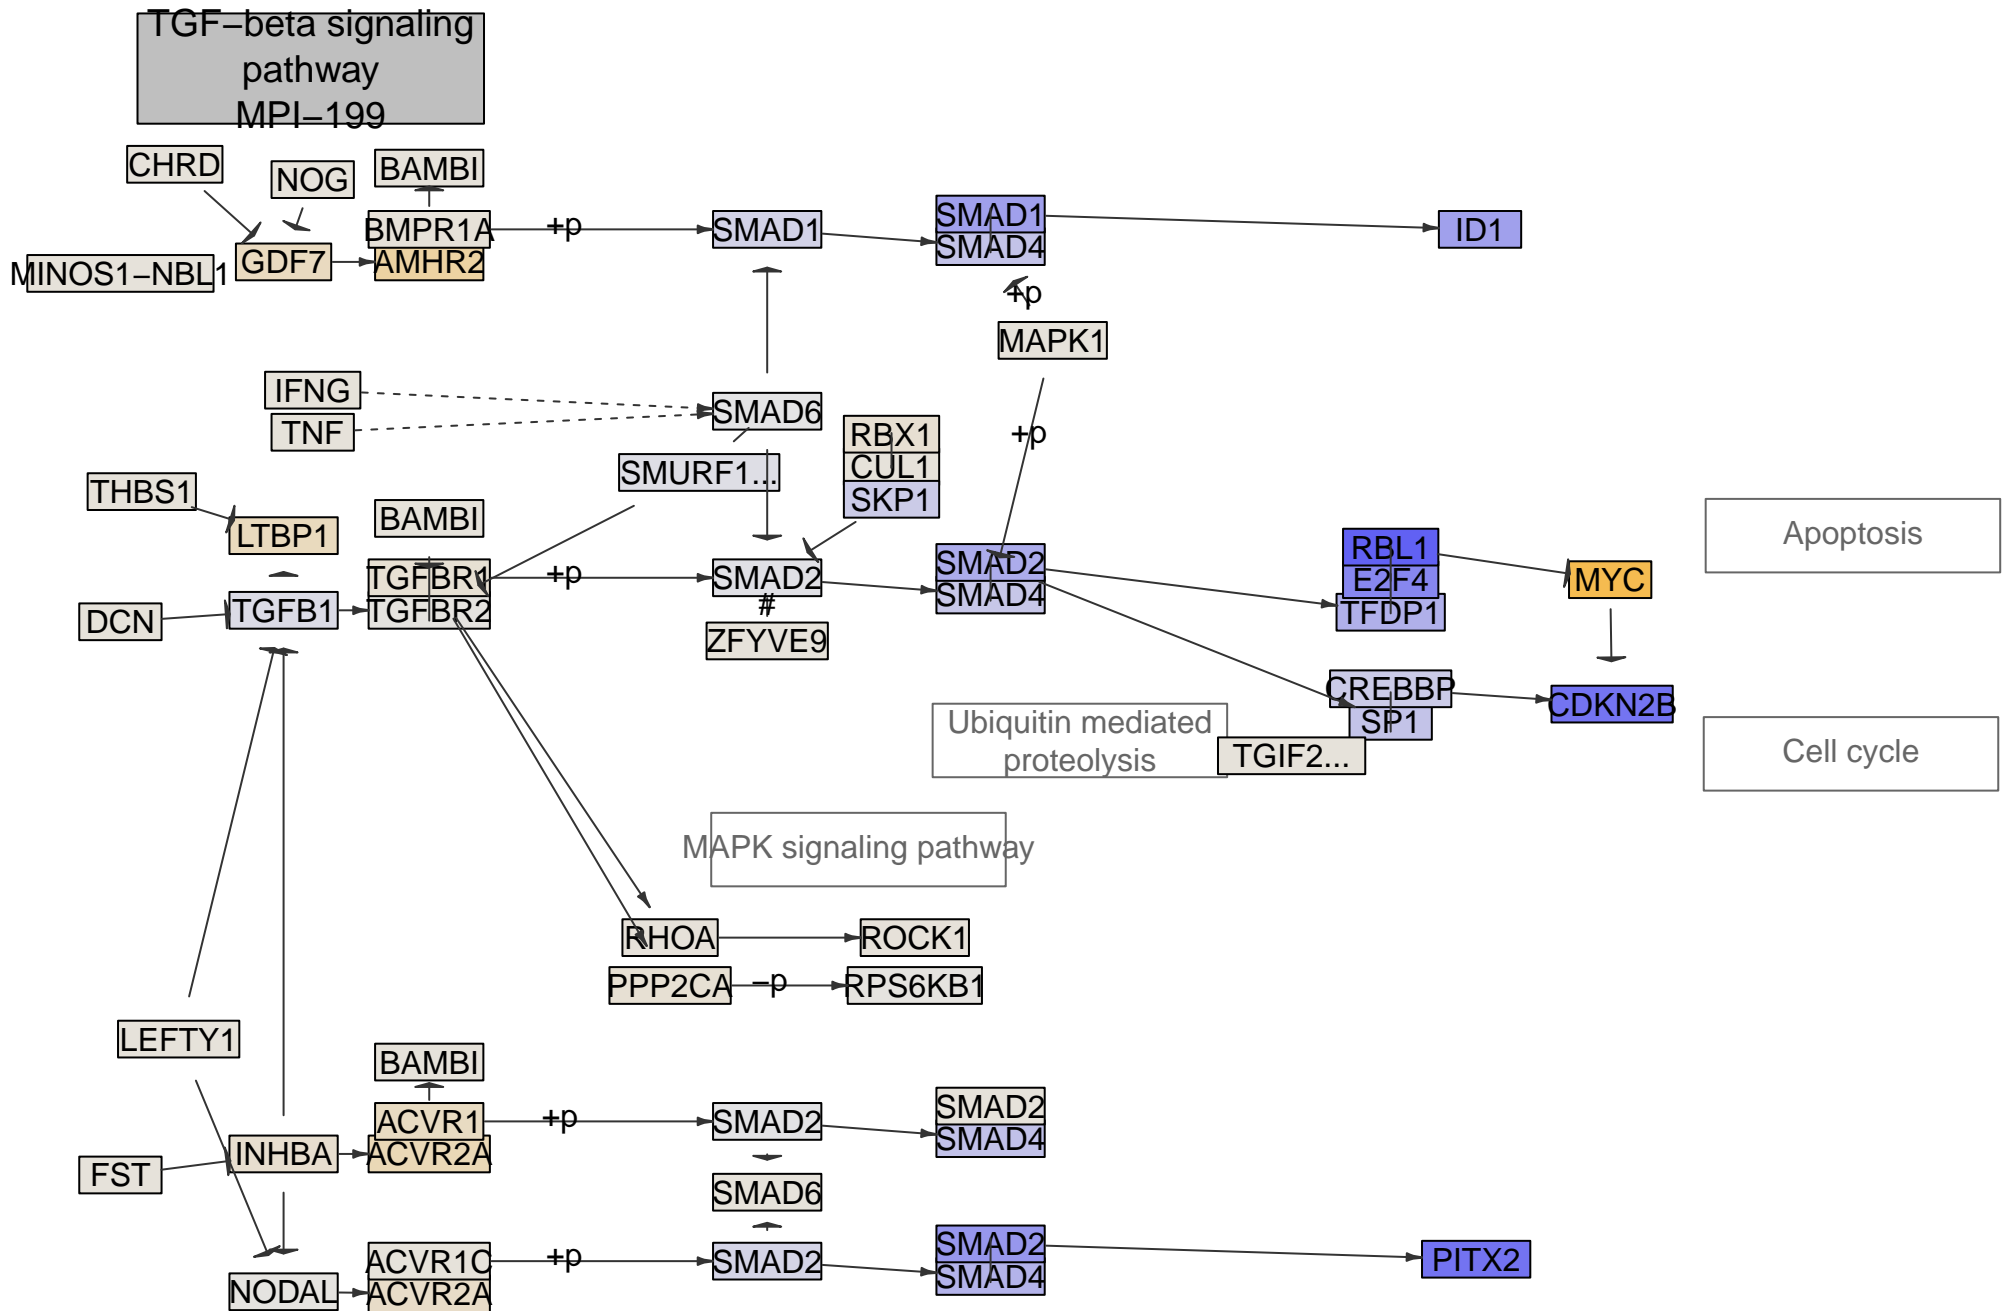 TGF−beta signaling
pathway
MPI−199
CHRD
NOG
BAMBI
BMPR1A
+p
SMAD1
SMAD1
SMAD4
ID1
MINOS1−NBL1
GDF7
AMHR2
+p
MAPK1
IFNG
TNF
SMAD6
+p
RBX1
CUL1
SKP1
SMURF1...
THBS1
LTBP1
BAMBI
TGFBR1
TGFBR2
+p
SMAD2
#
ZFYVE9
SMAD2
SMAD4
RBL1
E2F4
TFDP1
MYC
Apoptosis
DCN
TGFB1
CREBBP
SP1
TGIF2...
CDKN2B
Cell cycle
Ubiquitin mediated
proteolysis
MAPK signaling pathway
RHOA
ROCK1
PPP2CA
−p
RPS6KB1
LEFTY1
BAMBI
ACVR1
ACVR2A
+p
SMAD2
SMAD2
SMAD4
FST
INHBA
SMAD6
ACVR1C
ACVR2A
+p
SMAD2
SMAD2
SMAD4
PITX2
NODAL